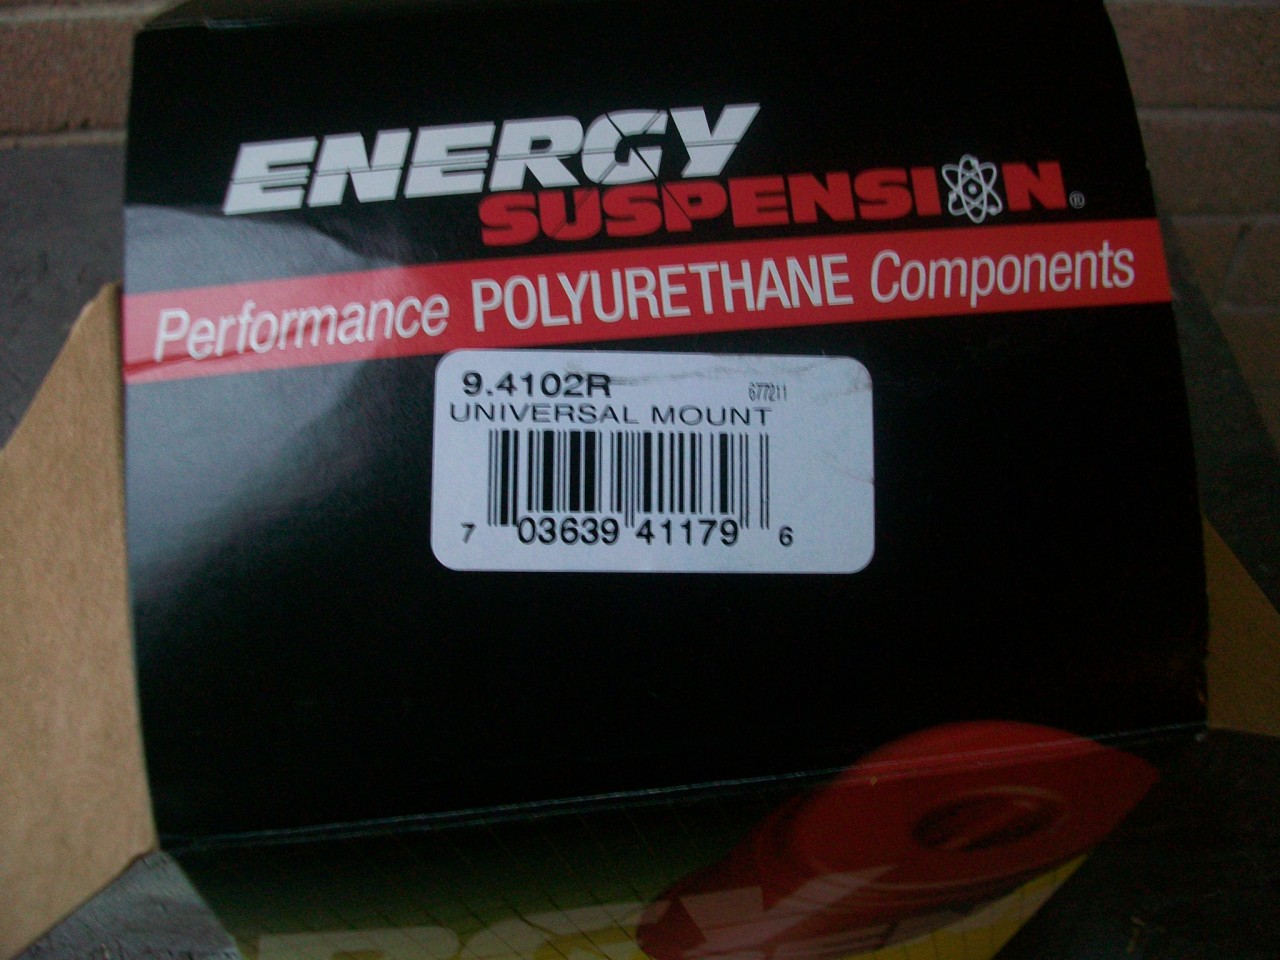 ENERGY
SUSPENSION®
Performance POLYURETHANE Components
9.4102R 677211
UNIVERSAL MOUNT
7 03639 41179 6